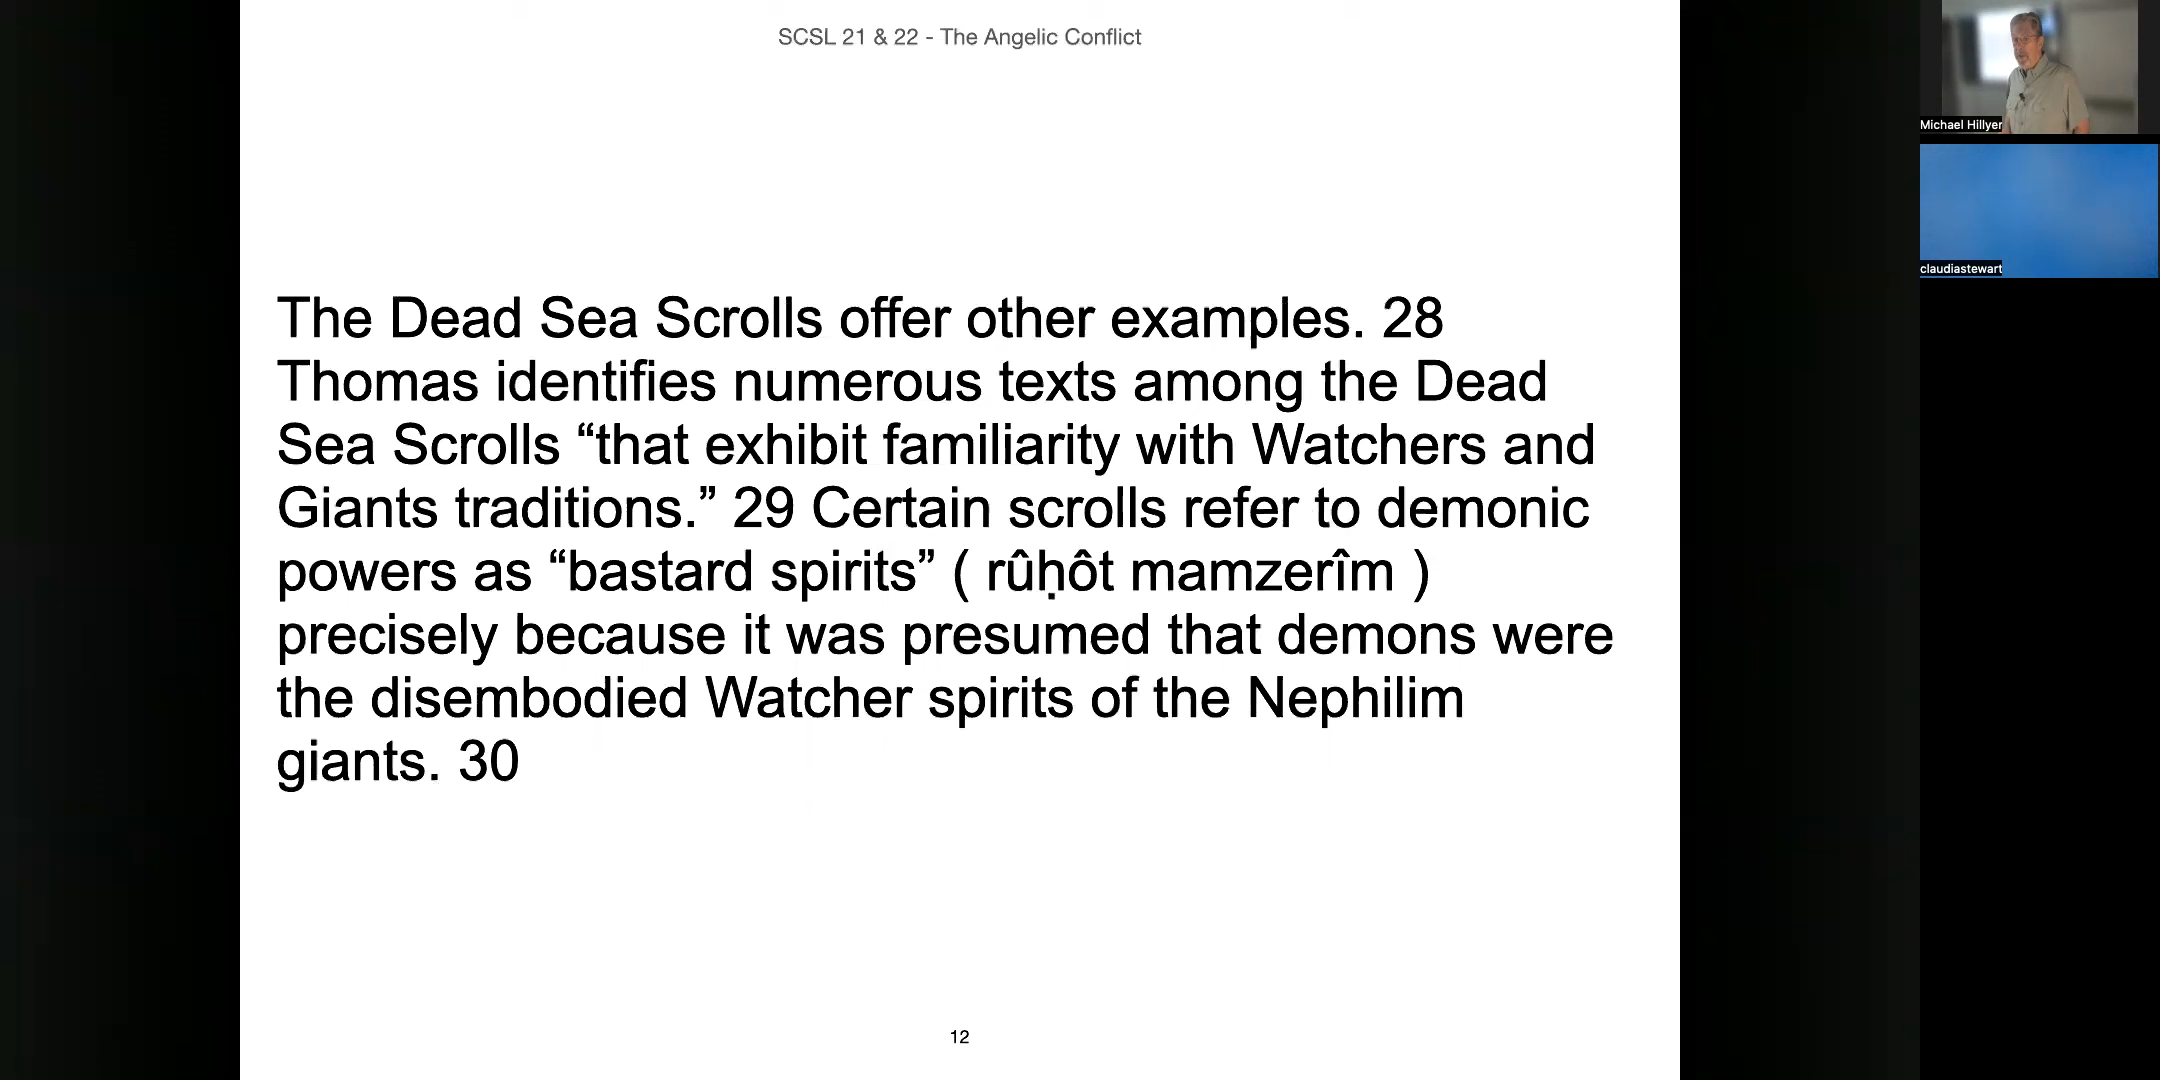 SCSL 21 & 22 - The Angelic Conflict
The Dead Sea Scrolls offer other examples. 28
Thomas identifies numerous texts among the Dead
Sea Scrolls “that exhibit familiarity with Watchers and
Giants traditions.” 29 Certain scrolls refer to demonic
powers as “bastard spirits” ( rûḥôt mamzerîm )
precisely because it was presumed that demons were
the disembodied Watcher spirits of the Nephilim
giants. 30
12
Michael Hillyer
claudiastewart